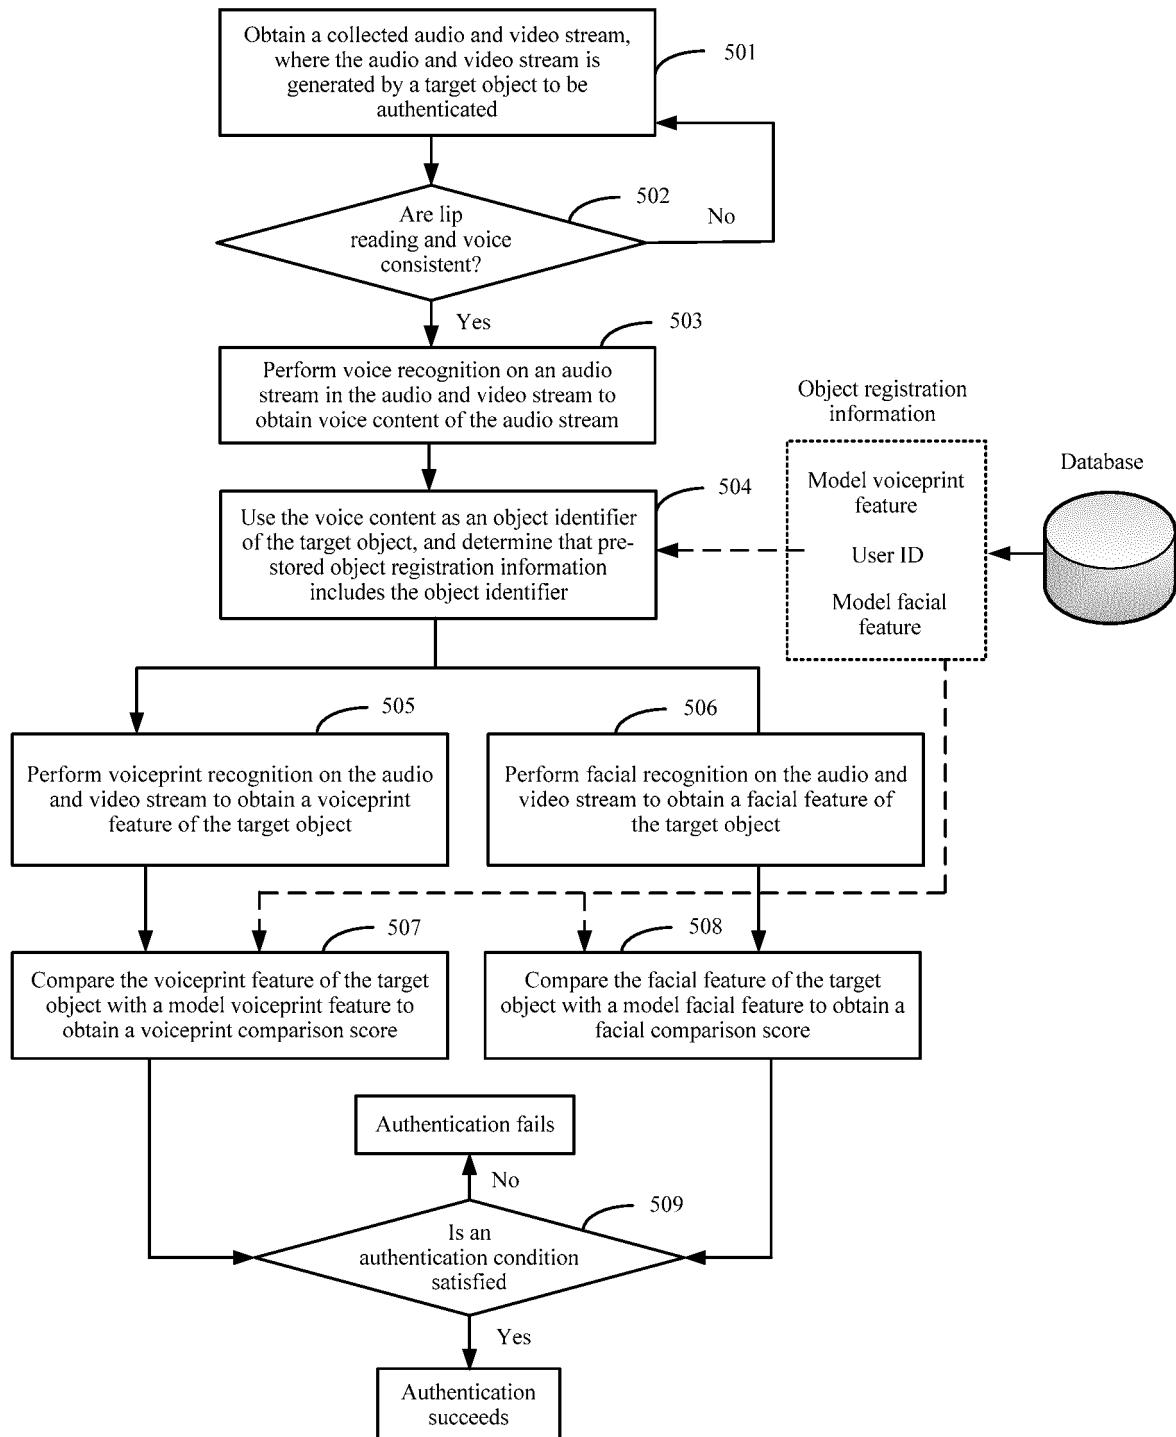 Obtain a collected audio and video stream,
where the audio and video stream is
generated by a target object to be
authenticated
501
Are lip
reading and voice
consistent?
502
No
Yes
503
Perform voice recognition on an audio
stream in the audio and video stream to
obtain voice content of the audio stream
Object registration
information
Model voiceprint
feature
User ID
Model facial
feature
Database
504
Use the voice content as an object identifier
of the target object, and determine that pre-
stored object registration information
includes the object identifier
505
Perform voiceprint recognition on the audio
and video stream to obtain a voiceprint
feature of the target object
506
Perform facial recognition on the audio and
video stream to obtain a facial feature of
the target object
507
Compare the voiceprint feature of the target
object with a model voiceprint feature to
obtain a voiceprint comparison score
508
Compare the facial feature of the target
object with a model facial feature to obtain a
facial comparison score
Authentication fails
No
509
Is an
authentication condition
satisfied
Yes
Authentication
succeeds